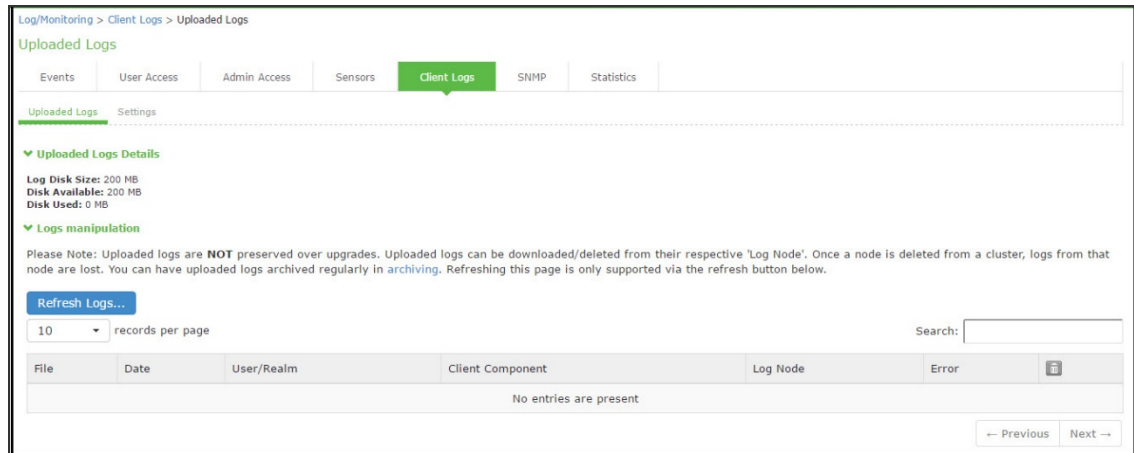 Log/Monitoring > Client Logs > Uploaded Logs
Uploaded Logs
Events User Access Admin Access Sensors Client Logs SNMP Statistics
Uploaded Logs Settings
Uploaded Logs Details
Log Disk Size: 200 MB
Disk Available: 200 MB
Disk Used: 0 MB
Logs manipulation
Please Note: Uploaded logs are NOT preserved over upgrades. Uploaded logs can be downloaded/deleted from their respective 'Log Node'. Once a node is deleted from a cluster, logs from that
node are lost. You can have uploaded logs archived regularly in archiving. Refreshing this page is only supported via the refresh button below.
Refresh Logs...
10 records per page Search:
File Date User/Realm Client Component Log Node Error
No entries are present
← Previous Next →